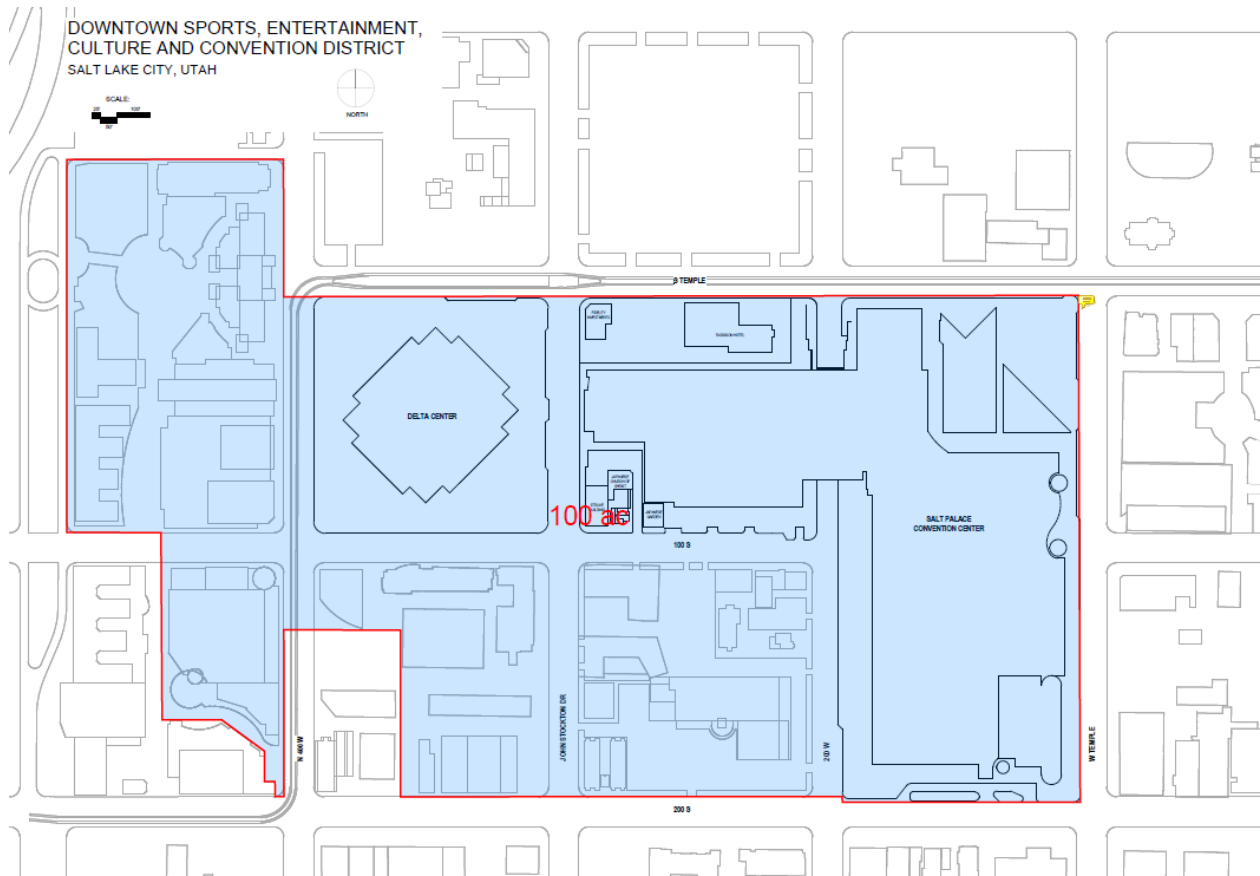 DOWNTOWN SPORTS, ENTERTAINMENT,
CULTURE AND CONVENTION DISTRICT
SALT LAKE CITY, UTAH
SCALE:
NORTH
S TEMPLE
DELTA CENTER
100 ac
SALT PALACE
CONVENTION CENTER
100 S
JOHN STOCKTON DR
N 400 W
200 W
W TEMPLE
200 S